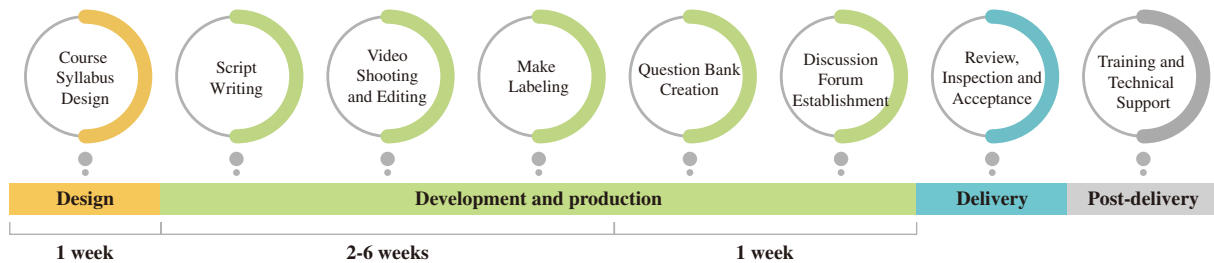 Course
Syllabus
Design
Script
Writing
Video
Shooting
and Editing
Make
Labeling
Question Bank
Creation
Discussion
Forum
Establishment
Review,
Inspection and
Acceptance
Training and
Technical
Support
Design
Development and production
Delivery
Post-delivery
1 week
2-6 weeks
1 week